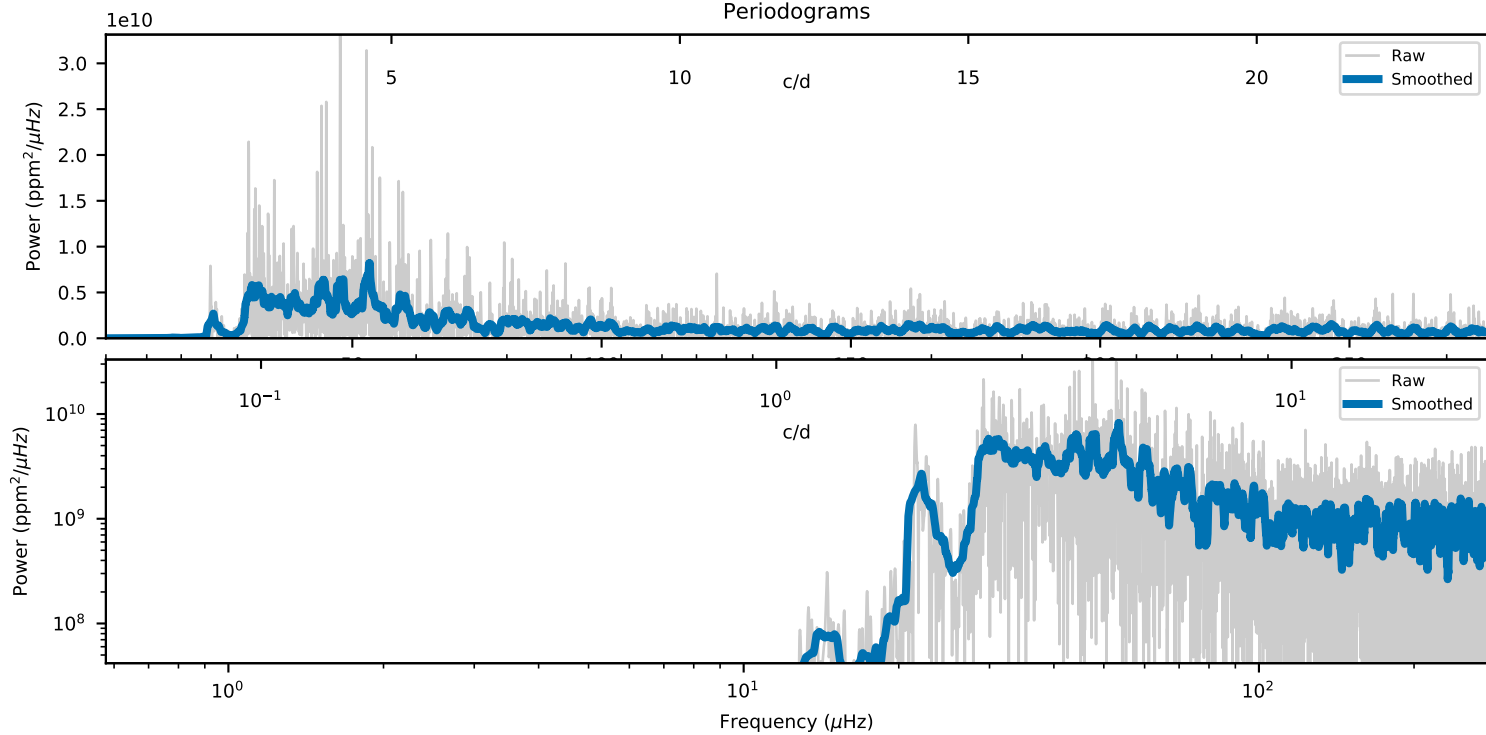 Periodograms
1e10
3.0
2.5
2.0
1.5
1.0
0.5
0.0
Power (ppm²/μHz)
5 10 15 20
c/d
Raw
Smoothed
10⁻¹ 10⁰ 10¹
c/d
Raw
Smoothed
10¹⁰
10⁹
10⁸
Power (ppm²/μHz)
10⁰ 10¹ 10²
Frequency (μHz)